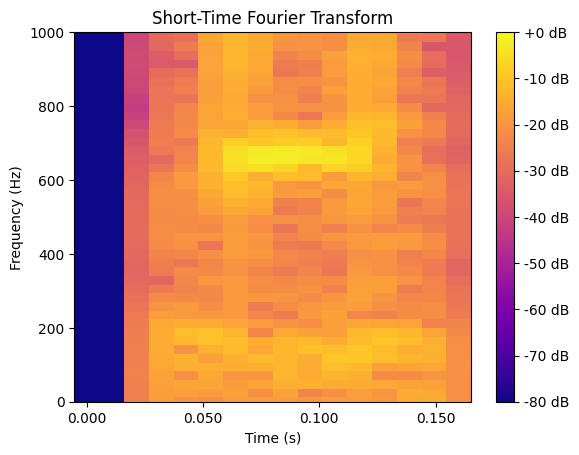 Short-Time Fourier Transform
1000
800
600
400
200
0
Frequency (Hz)
0.000
0.050
0.100
0.150
Time (s)
+0 dB
-10 dB
-20 dB
-30 dB
-40 dB
-50 dB
-60 dB
-70 dB
-80 dB